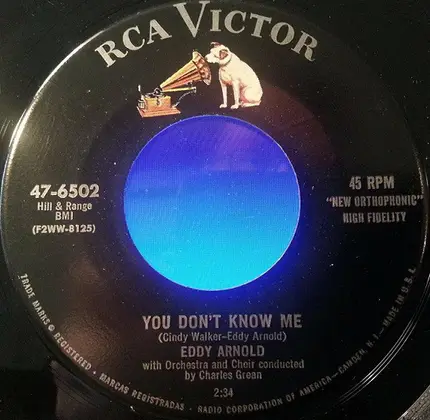 RCA VICTOR
47-6502
Hill & Range
BMI
(F2WW-8125)
45 RPM
"NEW ORTHOPHONIC"
HIGH FIDELITY
YOU DON'T KNOW ME
(Cindy Walker-Eddy Arnold)
EDDY ARNOLD
with Orchestra and Choir conducted
by Charles Grean
2:34
TRADE MARKS ® REGISTERED • MARCAS REGISTRADAS • RADIO CORPORATION OF AMERICA—CAMDEN, N. J. — MADE IN U. S. A.